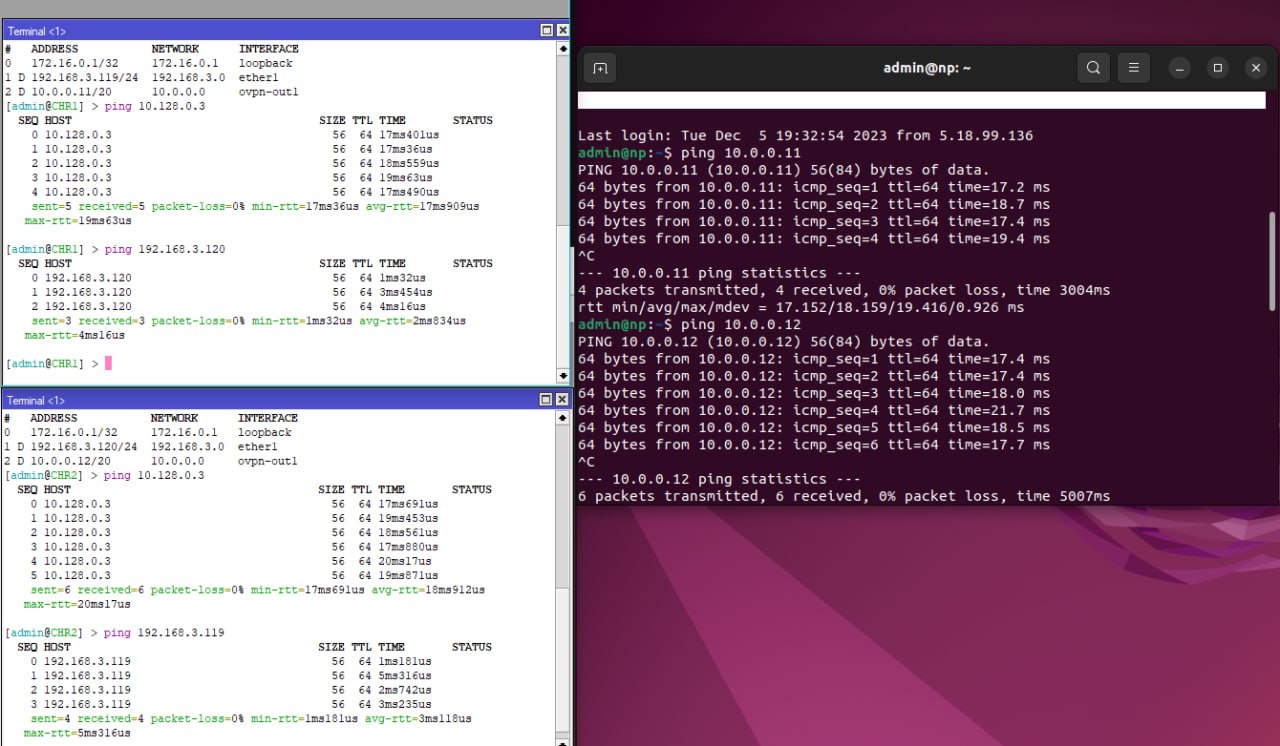 Terminal <1>
# ADDRESS NETWORK INTERFACE
0 172.16.0.1/32 172.16.0.1 loopback
1 D 192.168.3.119/24 192.168.3.0 ether1
2 D 10.0.0.11/20 10.0.0.0 ovpn-out1
[admin@CHR1] > ping 10.128.0.3
SEQ HOST SIZE TTL TIME STATUS
0 10.128.0.3 56 64 17ms401us
1 10.128.0.3 56 64 17ms36us
2 10.128.0.3 56 64 18ms559us
3 10.128.0.3 56 64 19ms63us
4 10.128.0.3 56 64 17ms490us
sent=5 received=5 packet-loss=0% min-rtt=17ms36us avg-rtt=17ms909us
max-rtt=19ms63us
[admin@CHR1] > ping 192.168.3.120
SEQ HOST SIZE TTL TIME STATUS
0 192.168.3.120 56 64 1ms32us
1 192.168.3.120 56 64 3ms454us
2 192.168.3.120 56 64 4ms16us
sent=3 received=3 packet-loss=0% min-rtt=1ms32us avg-rtt=2ms834us
max-rtt=4ms16us
[admin@CHR1] >
Terminal <1>
# ADDRESS NETWORK INTERFACE
0 172.16.0.1/32 172.16.0.1 loopback
1 D 192.168.3.120/24 192.168.3.0 ether1
2 D 10.0.0.12/20 10.0.0.0 ovpn-out1
[admin@CHR2] > ping 10.128.0.3
SEQ HOST SIZE TTL TIME STATUS
0 10.128.0.3 56 64 17ms691us
1 10.128.0.3 56 64 19ms453us
2 10.128.0.3 56 64 18ms561us
3 10.128.0.3 56 64 17ms880us
4 10.128.0.3 56 64 20ms17us
5 10.128.0.3 56 64 19ms871us
sent=6 received=6 packet-loss=0% min-rtt=17ms691us avg-rtt=18ms912us
max-rtt=20ms17us
[admin@CHR2] > ping 192.168.3.119
SEQ HOST SIZE TTL TIME STATUS
0 192.168.3.119 56 64 1ms181us
1 192.168.3.119 56 64 5ms316us
2 192.168.3.119 56 64 2ms742us
3 192.168.3.119 56 64 3ms235us
sent=4 received=4 packet-loss=0% min-rtt=1ms181us avg-rtt=3ms118us
max-rtt=5ms316us
admin@np: ~
Last login: Tue Dec  5 19:32:54 2023 from 5.18.99.136
admin@np:~$ ping 10.0.0.11
PING 10.0.0.11 (10.0.0.11) 56(84) bytes of data.
64 bytes from 10.0.0.11: icmp_seq=1 ttl=64 time=17.2 ms
64 bytes from 10.0.0.11: icmp_seq=2 ttl=64 time=18.7 ms
64 bytes from 10.0.0.11: icmp_seq=3 ttl=64 time=17.4 ms
64 bytes from 10.0.0.11: icmp_seq=4 ttl=64 time=19.4 ms
^C
--- 10.0.0.11 ping statistics ---
4 packets transmitted, 4 received, 0% packet loss, time 3004ms
rtt min/avg/max/mdev = 17.152/18.159/19.416/0.926 ms
admin@np:~$ ping 10.0.0.12
PING 10.0.0.12 (10.0.0.12) 56(84) bytes of data.
64 bytes from 10.0.0.12: icmp_seq=1 ttl=64 time=17.4 ms
64 bytes from 10.0.0.12: icmp_seq=2 ttl=64 time=17.4 ms
64 bytes from 10.0.0.12: icmp_seq=3 ttl=64 time=18.0 ms
64 bytes from 10.0.0.12: icmp_seq=4 ttl=64 time=21.7 ms
64 bytes from 10.0.0.12: icmp_seq=5 ttl=64 time=18.5 ms
64 bytes from 10.0.0.12: icmp_seq=6 ttl=64 time=17.7 ms
^C
--- 10.0.0.12 ping statistics ---
6 packets transmitted, 6 received, 0% packet loss, time 5007ms